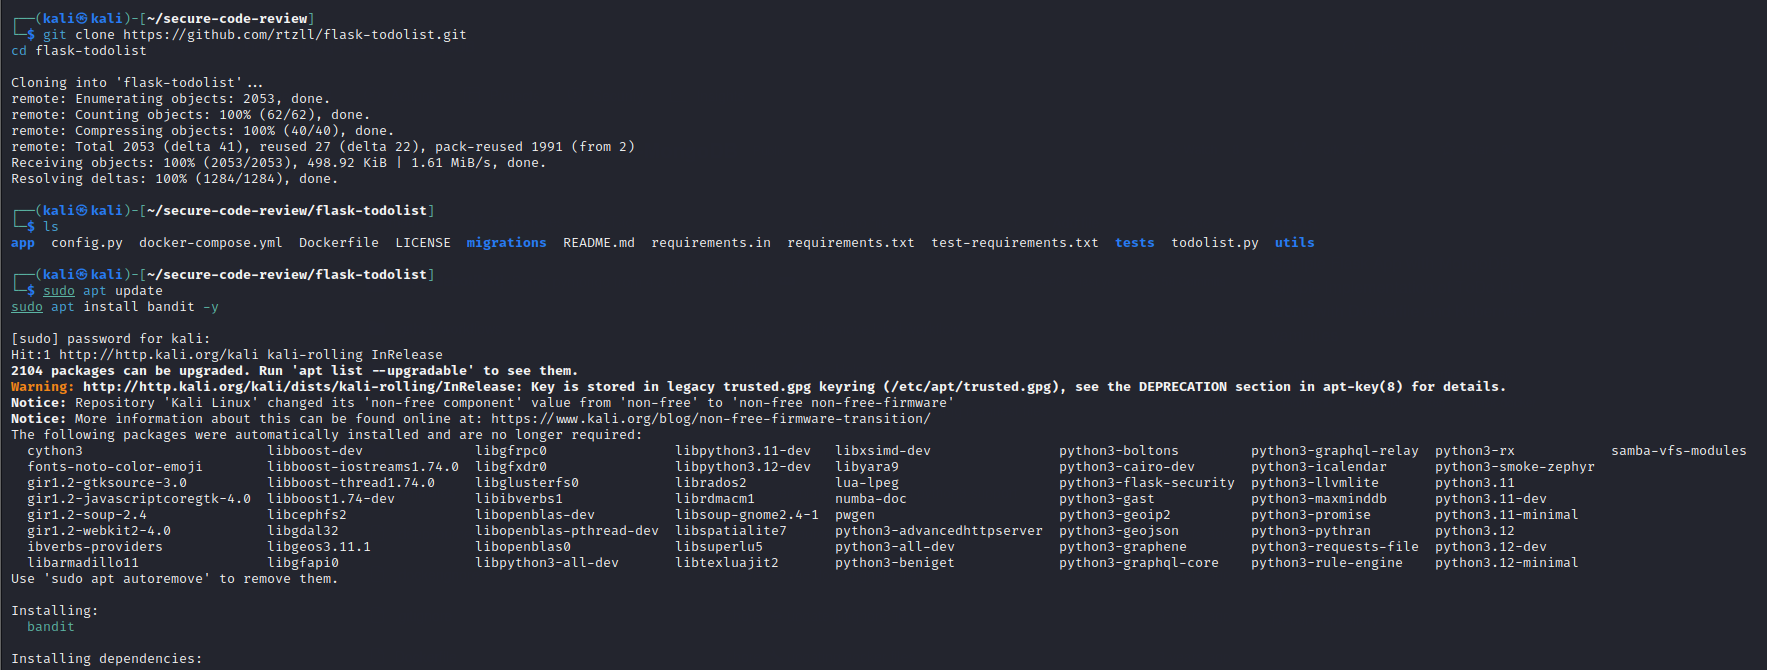 ┌──(kali㉿kali)-[~/secure-code-review]
└─$ git clone https://github.com/rtzll/flask-todolist.git
cd flask-todolist
Cloning into 'flask-todolist'...
remote: Enumerating objects: 2053, done.
remote: Counting objects: 100% (62/62), done.
remote: Compressing objects: 100% (40/40), done.
remote: Total 2053 (delta 41), reused 27 (delta 22), pack-reused 1991 (from 2)
Receiving objects: 100% (2053/2053), 498.92 KiB | 1.61 MiB/s, done.
Resolving deltas: 100% (1284/1284), done.
┌──(kali㉿kali)-[~/secure-code-review/flask-todolist]
└─$ ls
app  config.py  docker-compose.yml  Dockerfile  LICENSE  migrations  README.md  requirements.in  requirements.txt  test-requirements.txt  tests  todolist.py  utils
┌──(kali㉿kali)-[~/secure-code-review/flask-todolist]
└─$ sudo apt update
sudo apt install bandit -y
[sudo] password for kali:
Hit:1 http://http.kali.org/kali kali-rolling InRelease
2104 packages can be upgraded. Run 'apt list --upgradable' to see them.
Warning: http://http.kali.org/kali/dists/kali-rolling/InRelease: Key is stored in legacy trusted.gpg keyring (/etc/apt/trusted.gpg), see the DEPRECATION section in apt-key(8) for details.
Notice: Repository 'Kali Linux' changed its 'non-free component' value from 'non-free' to 'non-free non-free-firmware'
Notice: More information about this can be found online at: https://www.kali.org/blog/non-free-firmware-transition/
The following packages were automatically installed and are no longer required:
cython3  libboost-dev  libgfrpc0  libpython3.11-dev  libxsimd-dev  python3-boltons  python3-graphql-relay  python3-rx  samba-vfs-modules
fonts-noto-color-emoji  libboost-iostreams1.74.0  libgfxdr0  libpython3.12-dev  libyara9  python3-cairo-dev  python3-icalendar  python3-smoke-zephyr
gir1.2-gtksource-3.0  libboost-thread1.74.0  libglusterfs0  librados2  lua-lpeg  python3-flask-security  python3-llvmlite  python3.11
gir1.2-javascriptcoregtk-4.0  libboost1.74-dev  libibverbs1  librdmacm1  numba-doc  python3-gast  python3-maxminddb  python3.11-dev
gir1.2-soup-2.4  libcephfs2  libopenblas-dev  libsoup-gnome2.4-1  pwgen  python3-geoip2  python3-promise  python3.11-minimal
gir1.2-webkit2-4.0  libgdal32  libopenblas-pthread-dev  libspatialite7  python3-advancedhttpserver  python3-geojson  python3-pythran  python3.12
ibverbs-providers  libgeos3.11.1  libopenblas0  libsuperlu5  python3-all-dev  python3-graphene  python3-requests-file  python3.12-dev
libarmadillo11  libgfapi0  libpython3-all-dev  libtexluajit2  python3-beniget  python3-graphql-core  python3-rule-engine  python3.12-minimal
Use 'sudo apt autoremove' to remove them.
Installing:
bandit
Installing dependencies: